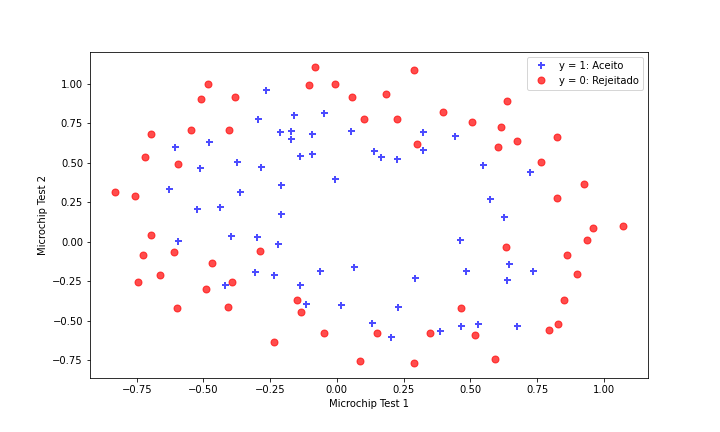 y = 1: Aceito
y = 0: Rejeitado
1.00
0.75
0.50
0.25
0.00
−0.25
−0.50
−0.75
Microchip Test 2
−0.75 −0.50 −0.25 0.00 0.25 0.50 0.75 1.00
Microchip Test 1